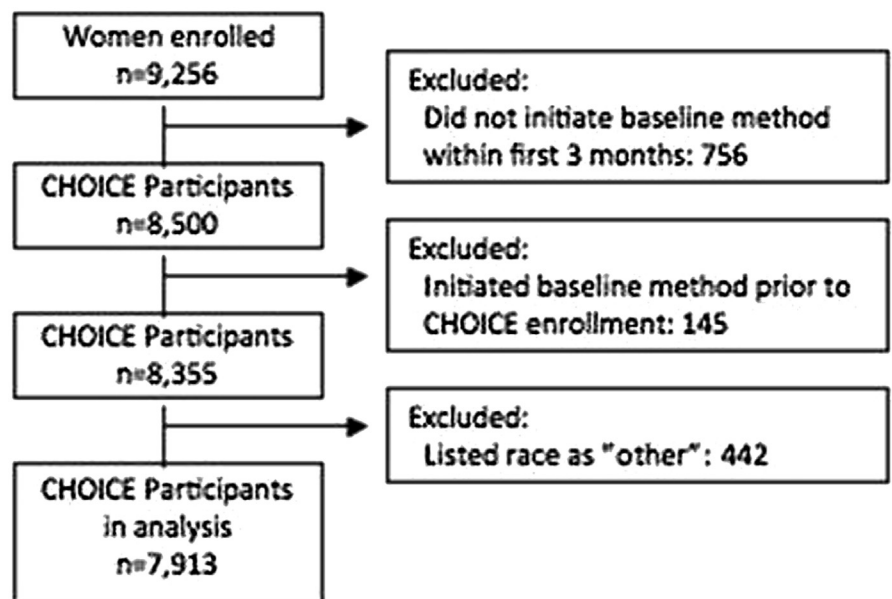 Women enrolled
n=9,256
Excluded:
Did not initiate baseline method
within first 3 months: 756
CHOICE Participants
n=8,500
Excluded:
Initiated baseline method prior to
CHOICE enrollment: 145
CHOICE Participants
n=8,355
Excluded:
Listed race as "other": 442
CHOICE Participants
in analysis
n=7,913